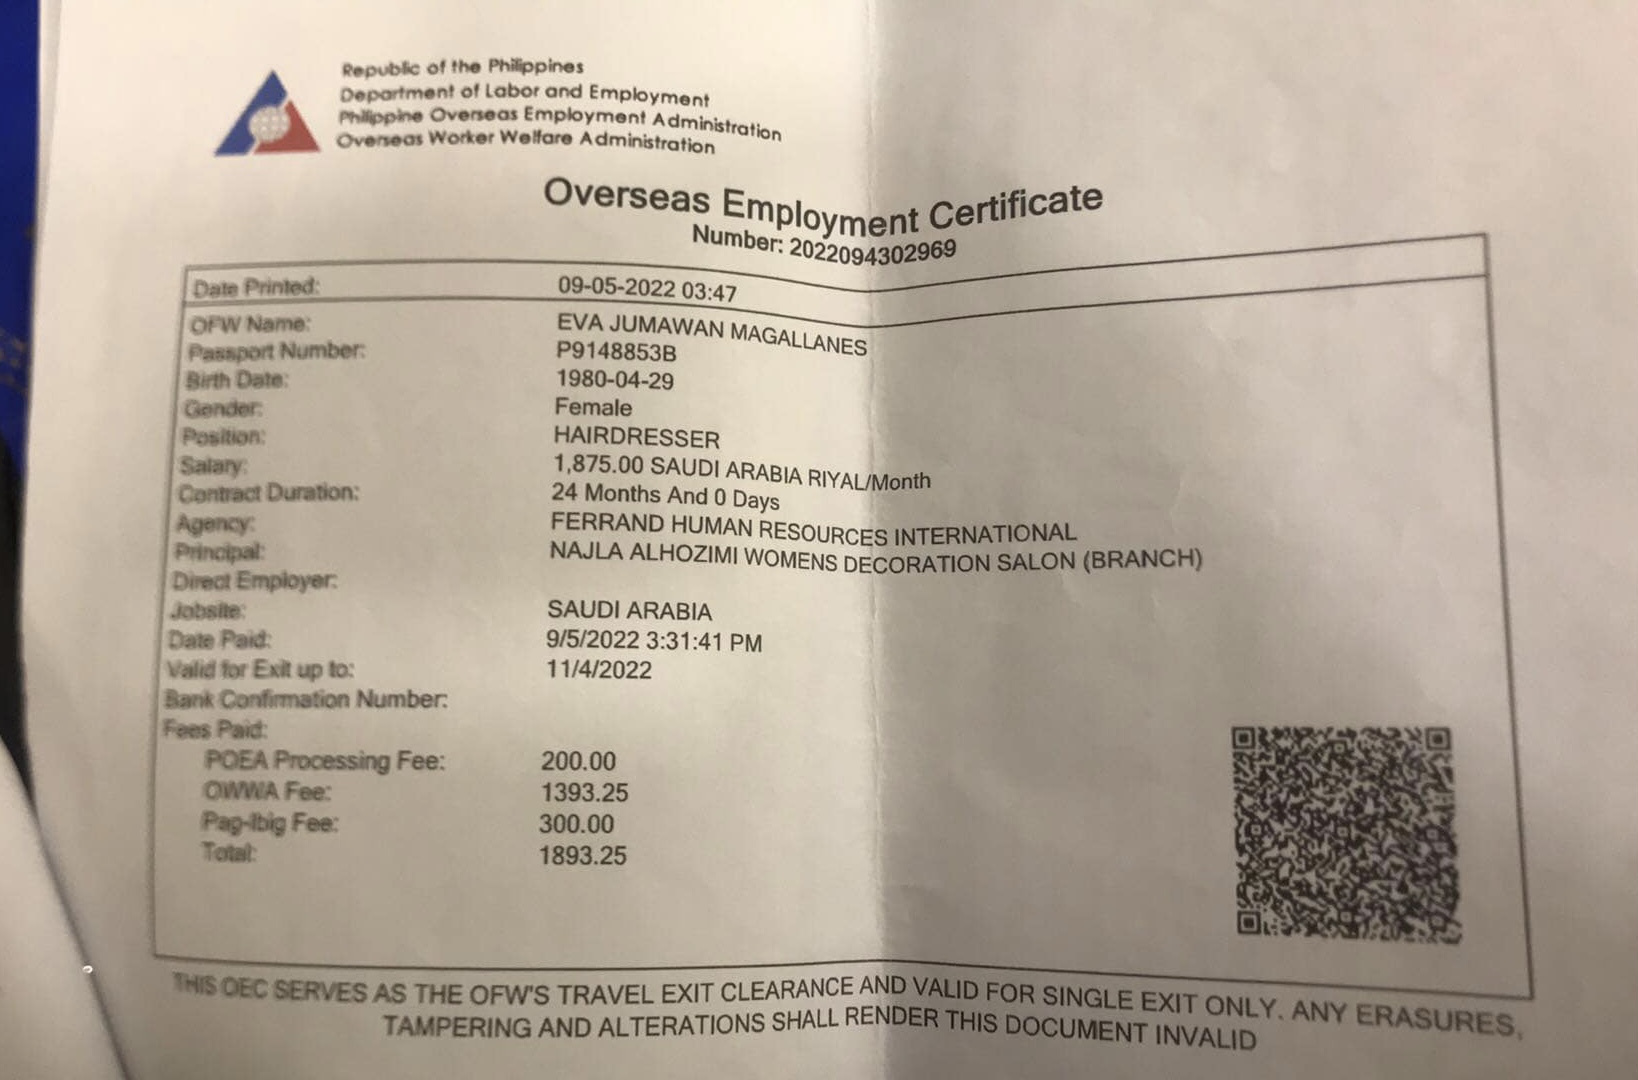 Republic of the Philippines
Department of Labor and Employment
Philippine Overseas Employment Administration
Overseas Worker Welfare Administration
Overseas Employment Certificate
Number: 2022094302969
Date Printed: 09-05-2022 03:47
OFW Name: EVA JUMAWAN MAGALLANES
Passport Number: P9148853B
Birth Date: 1980-04-29
Gender: Female
Position: HAIRDRESSER
Salary: 1,875.00 SAUDI ARABIA RIYAL/Month
Contract Duration: 24 Months And 0 Days
Agency: FERRAND HUMAN RESOURCES INTERNATIONAL
Principal: NAJLA ALHOZIMI WOMENS DECORATION SALON (BRANCH)
Direct Employer:
Jobsite: SAUDI ARABIA
Date Paid: 9/5/2022 3:31:41 PM
Valid for Exit up to: 11/4/2022
Bank Confirmation Number:
Fees Paid:
POEA Processing Fee: 200.00
OWWA Fee: 1393.25
Pag-Ibig Fee: 300.00
Total: 1893.25
THIS OEC SERVES AS THE OFW'S TRAVEL EXIT CLEARANCE AND VALID FOR SINGLE EXIT ONLY. ANY ERASURES,
TAMPERING AND ALTERATIONS SHALL RENDER THIS DOCUMENT INVALID